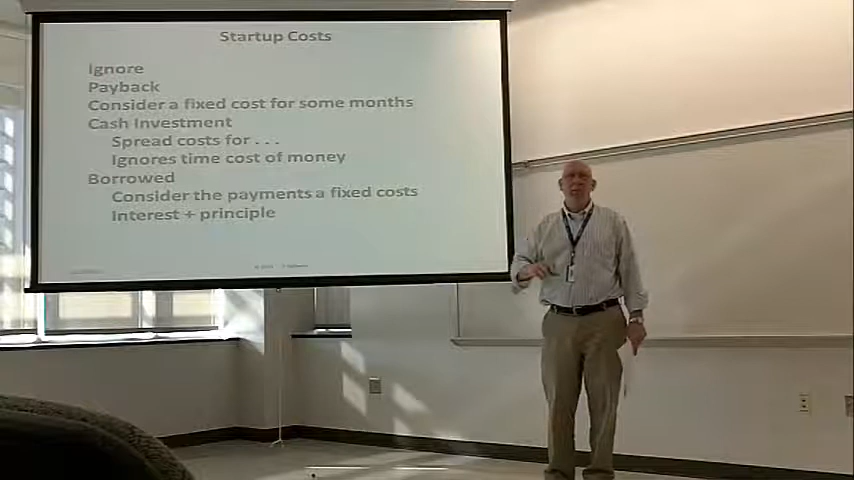 Startup Costs
Ignore
Payback
Consider a fixed cost for some months
Cash Investment
Spread costs for . . .
Ignores time cost of money
Borrowed
Consider the payments a fixed costs
Interest + principle